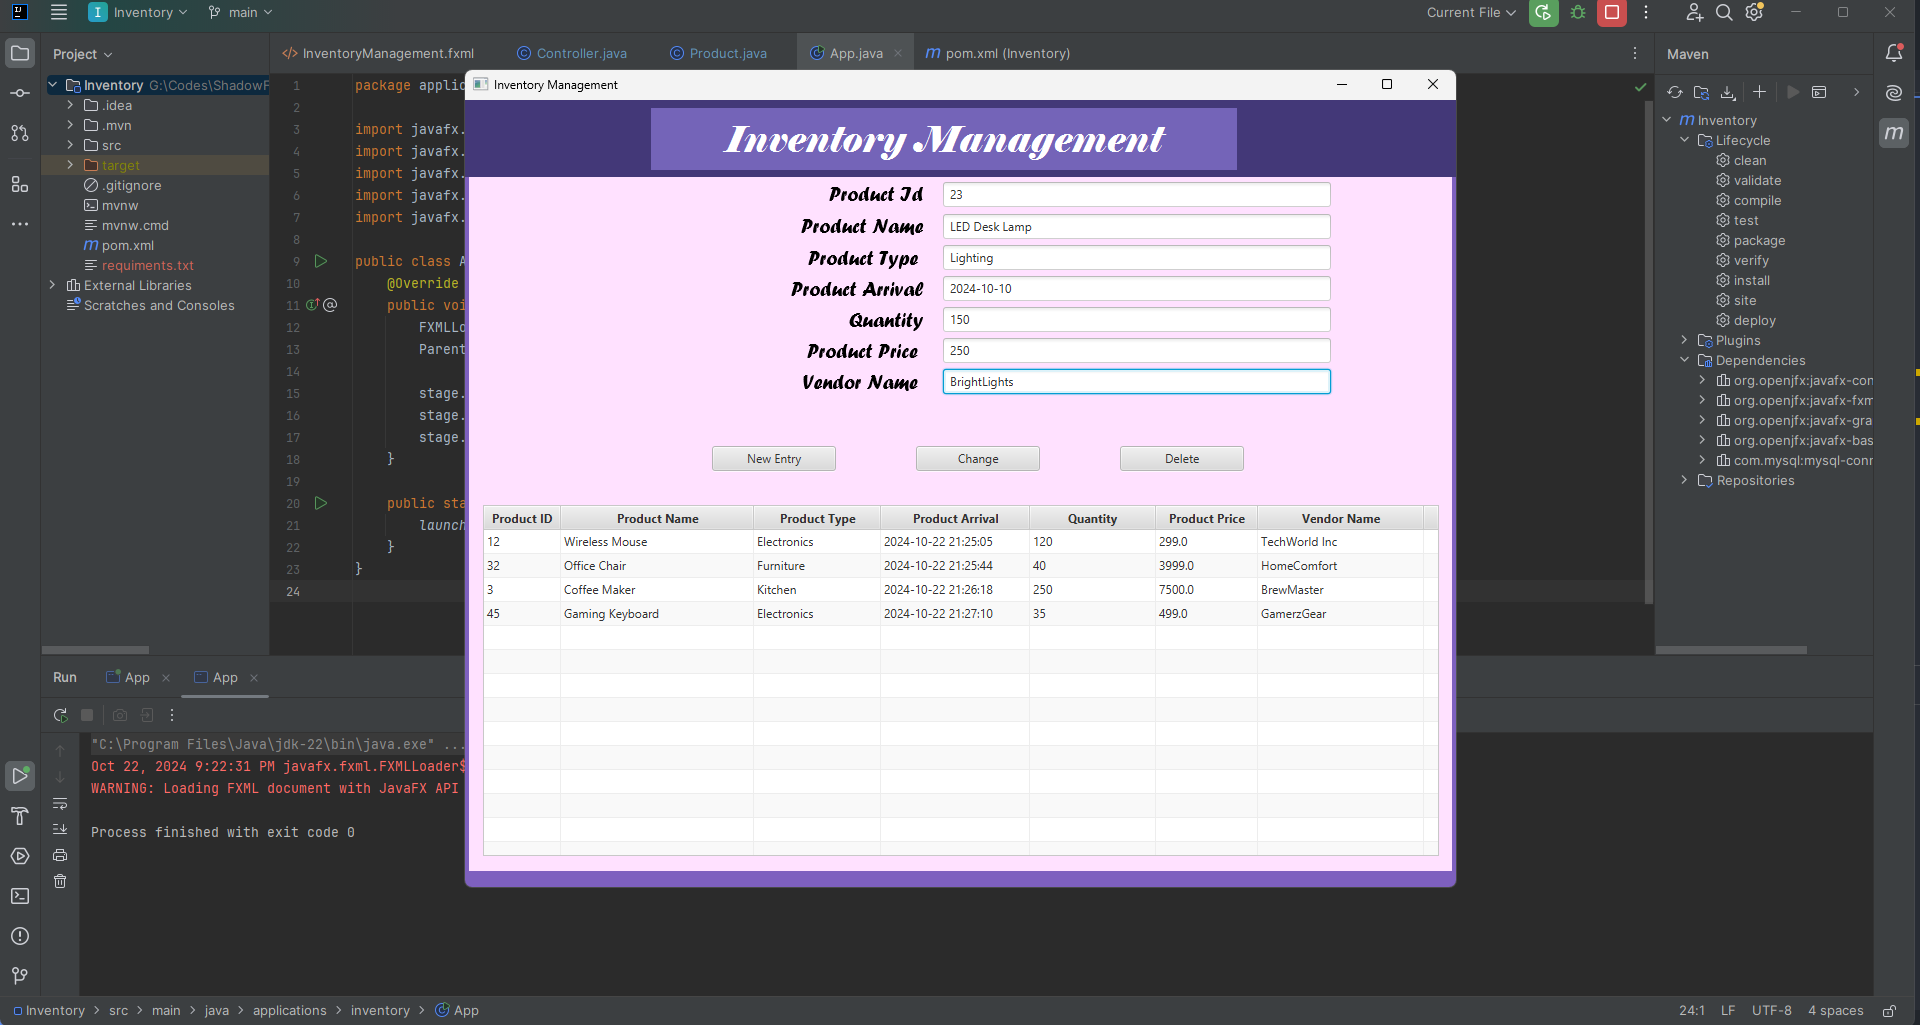 Inventory
main
Current File
Project
InventoryManagement.fxml
Controller.java
Product.java
App.java
pom.xml (Inventory)
Maven
Inventory G:\Codes\ShadowF
.idea
.mvn
src
target
.gitignore
mvnw
mvnw.cmd
pom.xml
requiments.txt
External Libraries
Scratches and Consoles
1 package applic
2
3 import javafx.
4 import javafx.
5 import javafx.
6 import javafx.
7 import javafx.
8
9 public class A
10 @Override
11 public voi
12 FXMLLo
13 Parent
14
15 stage.
16 stage.
17 stage.
18 }
19
20 public sta
21 launch
22 }
23 }
24
Inventory Management
Inventory Management
Product Id 23
Product Name LED Desk Lamp
Product Type Lighting
Product Arrival 2024-10-10
Quantity 150
Product Price 250
Vendor Name BrightLights
New Entry Change Delete
Product ID Product Name Product Type Product Arrival Quantity Product Price Vendor Name
12 Wireless Mouse Electronics 2024-10-22 21:25:05 120 299.0 TechWorld Inc
32 Office Chair Furniture 2024-10-22 21:25:44 40 3999.0 HomeComfort
3 Coffee Maker Kitchen 2024-10-22 21:26:18 250 7500.0 BrewMaster
45 Gaming Keyboard Electronics 2024-10-22 21:27:10 35 499.0 GamerzGear
m Inventory
Lifecycle
clean
validate
compile
test
package
verify
install
site
deploy
Plugins
Dependencies
org.openjfx:javafx-con
org.openjfx:javafx-fxm
org.openjfx:javafx-gra
org.openjfx:javafx-bas
com.mysql:mysql-conn
Repositories
Run App App
"C:\Program Files\Java\jdk-22\bin\java.exe" ...
Oct 22, 2024 9:22:31 PM javafx.fxml.FXMLLoader$
WARNING: Loading FXML document with JavaFX API
Process finished with exit code 0
Inventory > src > main > java > applications > inventory > App
24:1 LF UTF-8 4 spaces